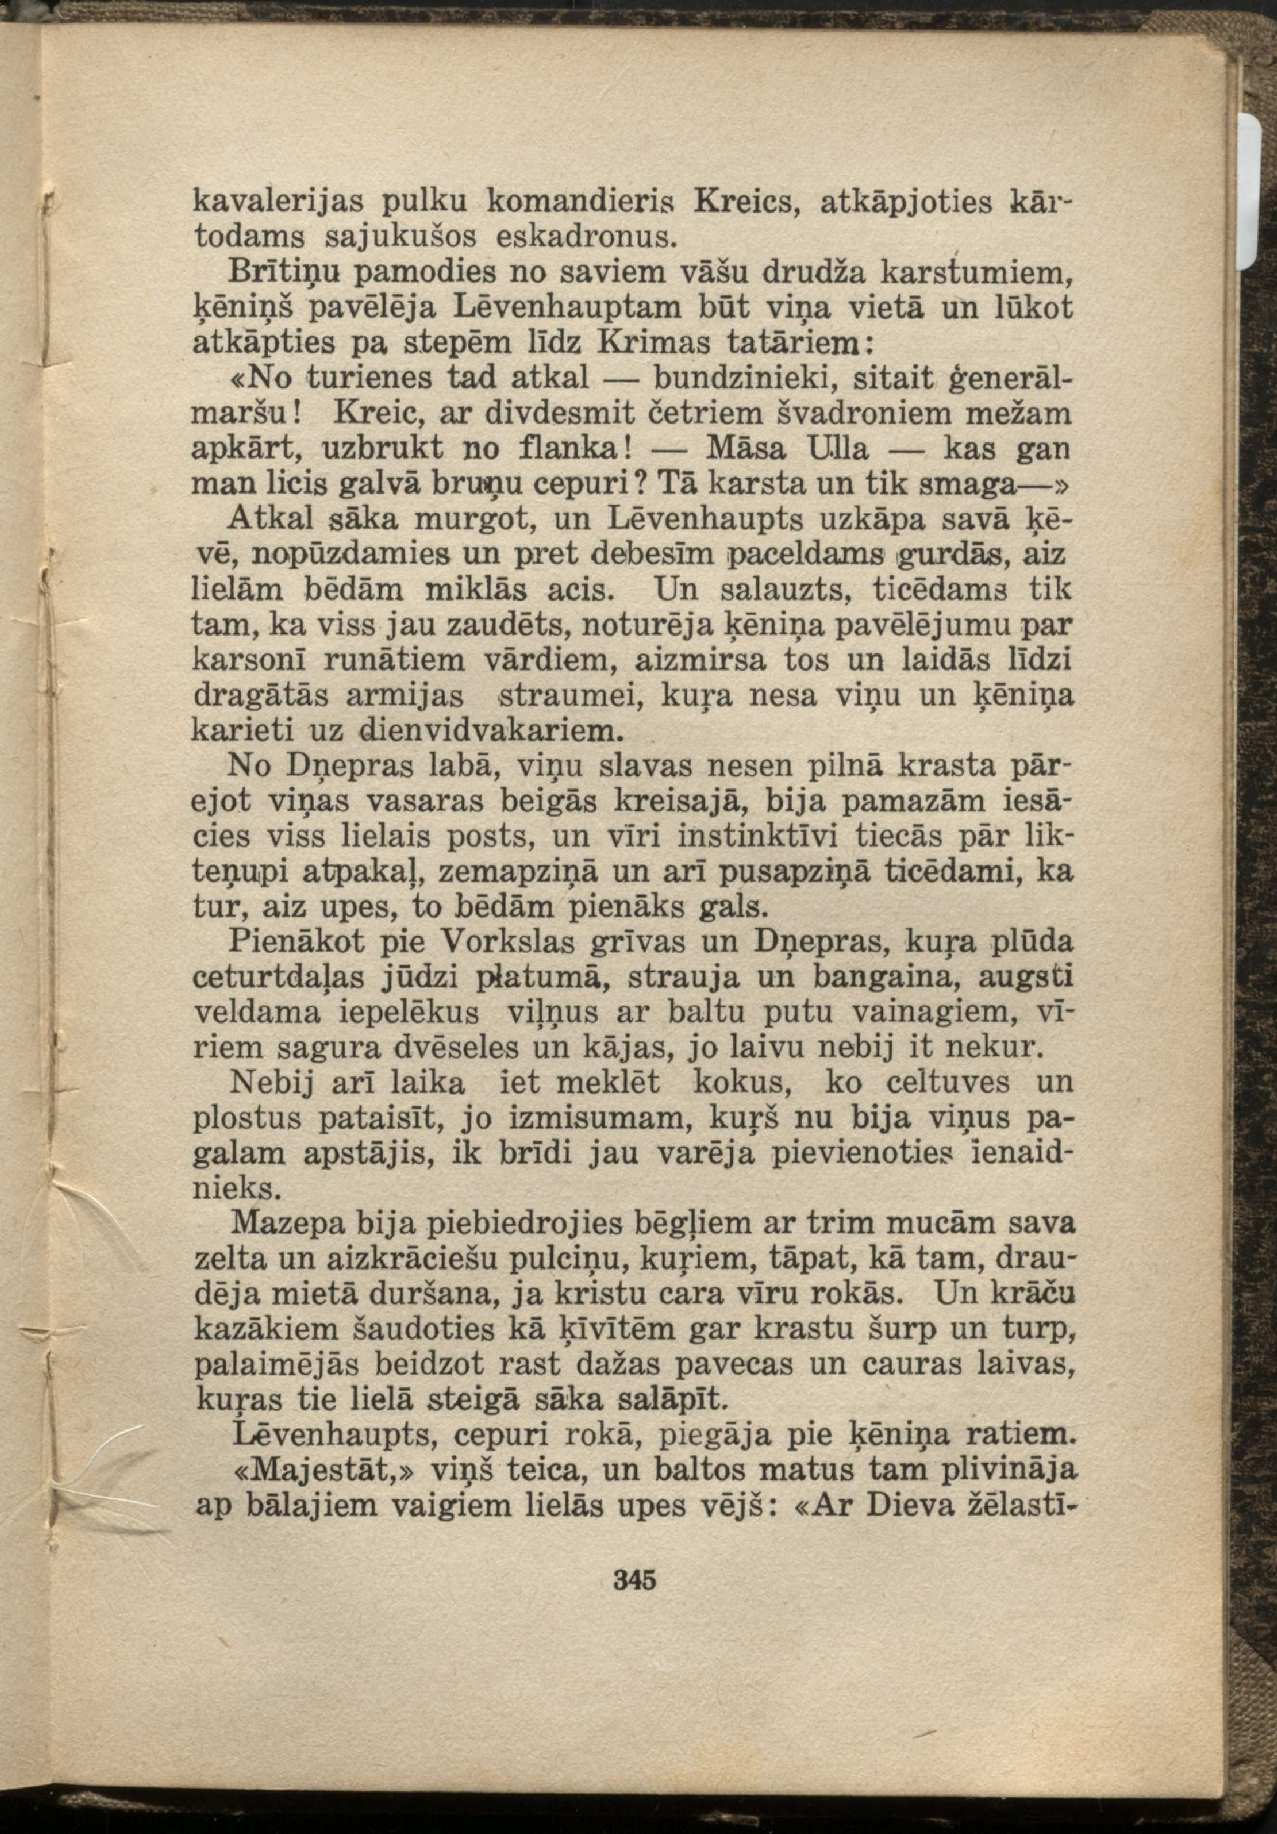 kavalerijas pulku komandieris Kreics, atkāpjoties kār-
todams sajukušos eskadronus.
Brītiņu pamodies no saviem vāšu drudža karstumiem,
ķēniņš pavēlēja Lēvenhauptam būt viņa vietā un lūkot
atkāpties pa stepēm līdz Krimas tatāriem:
«No turienes tad atkal — bundzinieki, sitait ģenerāl-
maršu! Kreic, ar divdesmit četriem švadroniem mežam
apkārt, uzbrukt no flanka! — Māsa Ulla — kas gan
man licis galvā bruņu cepuri? Tā karsta un tik smaga—»
Atkal sāka murgot, un Lēvenhaupts uzkāpa savā ķē-
vē, nopūzdamies un pret debesīm paceldams gurdās, aiz
lielām bēdām miklās acis. Un salauzts, ticēdams tik
tam, ka viss jau zaudēts, noturēja ķēniņa pavēlējumu par
karsonī runātiem vārdiem, aizmirsa tos un laidās līdzi
dragātās armijas straumei, kuŗa nesa viņu un ķēniņa
karieti uz dienvidvakariem.
No Dņepras labā, viņu slavas nesen pilnā krasta pār-
ejot viņas vasaras beigās kreisajā, bija pamazām iesā-
cies viss lielais posts, un vīri instinktīvi tiecās pār lik-
teņupi atpakaļ, zemapziņā un arī pusapziņā ticēdami, ka
tur, aiz upes, to bēdām pienāks gals.
Pienākot pie Vorkslas grīvas un Dņepras, kuŗa plūda
ceturtdaļas jūdzi platumā, strauja un bangaina, augsti
veldama iepelēkus viļņus ar baltu putu vainagiem, vī-
riem sagura dvēseles un kājas, jo laivu nebij it nekur.
Nebij arī laika iet meklēt kokus, ko celtuves un
plostus pataisīt, jo izmisumam, kuŗš nu bija viņus pa-
galam apstājis, ik brīdi jau varēja pievienoties ienaid-
nieks.
Mazepa bija piebiedrojies bēgļiem ar trim mucām sava
zelta un aizkrāciešu pulciņu, kuŗiem, tāpat, kā tam, drau-
dēja mietā duršana, ja kristu cara vīru rokās. Un krāču
kazākiem šaudoties kā ķīvītēm gar krastu šurp un turp,
palaimējās beidzot rast dažas pavecas un cauras laivas,
kuŗas tie lielā steigā sāka salāpīt.
Lēvenhaupts, cepuri rokā, piegāja pie ķēniņa ratiem.
«Majestāt,» viņš teica, un baltos matus tam plivināja
ap bālajiem vaigiem lielās upes vējš: «Ar Dieva žēlastī-
345